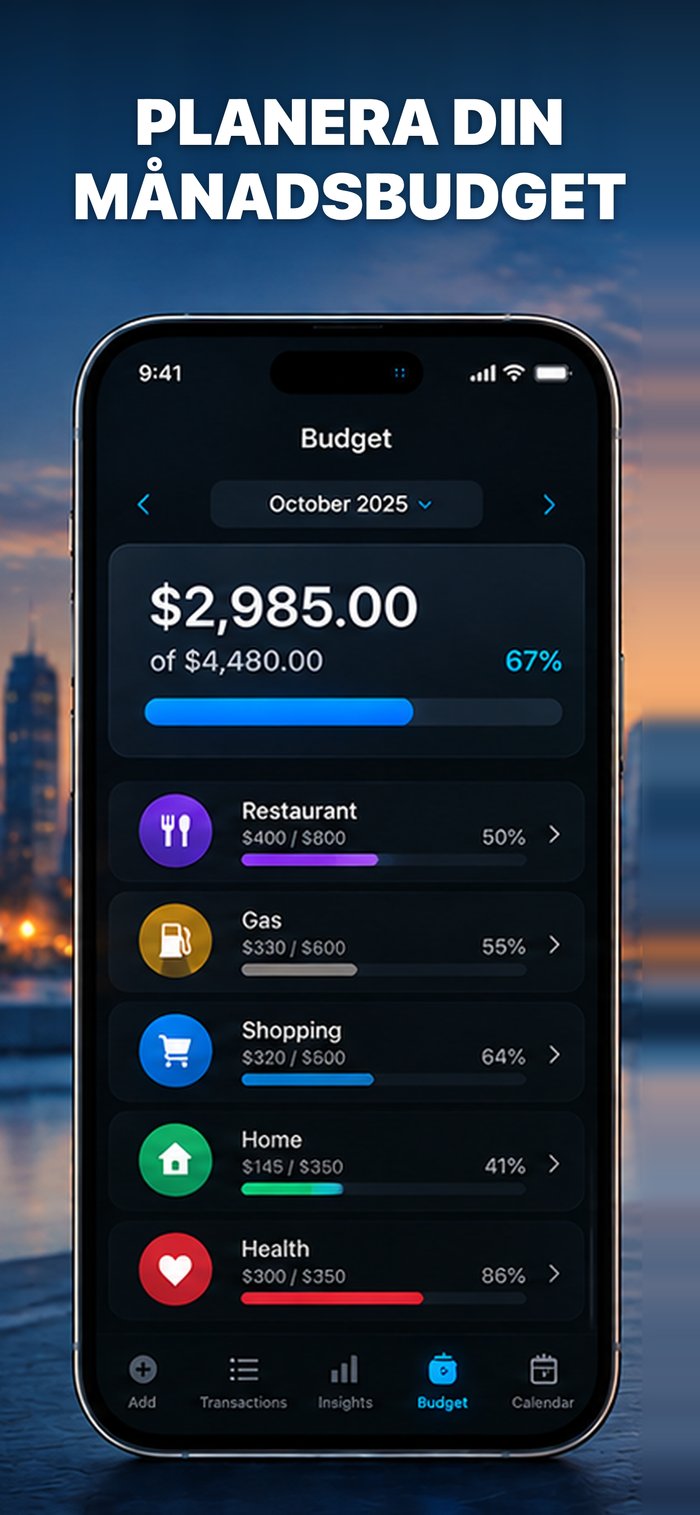 PLANERA DIN
MÅNADSBUDGET
9:41
Budget
October 2025
$2,985.00
of $4,480.00
67%
Restaurant
$400 / $800
50%
Gas
$330 / $600
55%
Shopping
$320 / $600
64%
Home
$145 / $350
41%
Health
$300 / $350
86%
Add
Transactions
Insights
Budget
Calendar